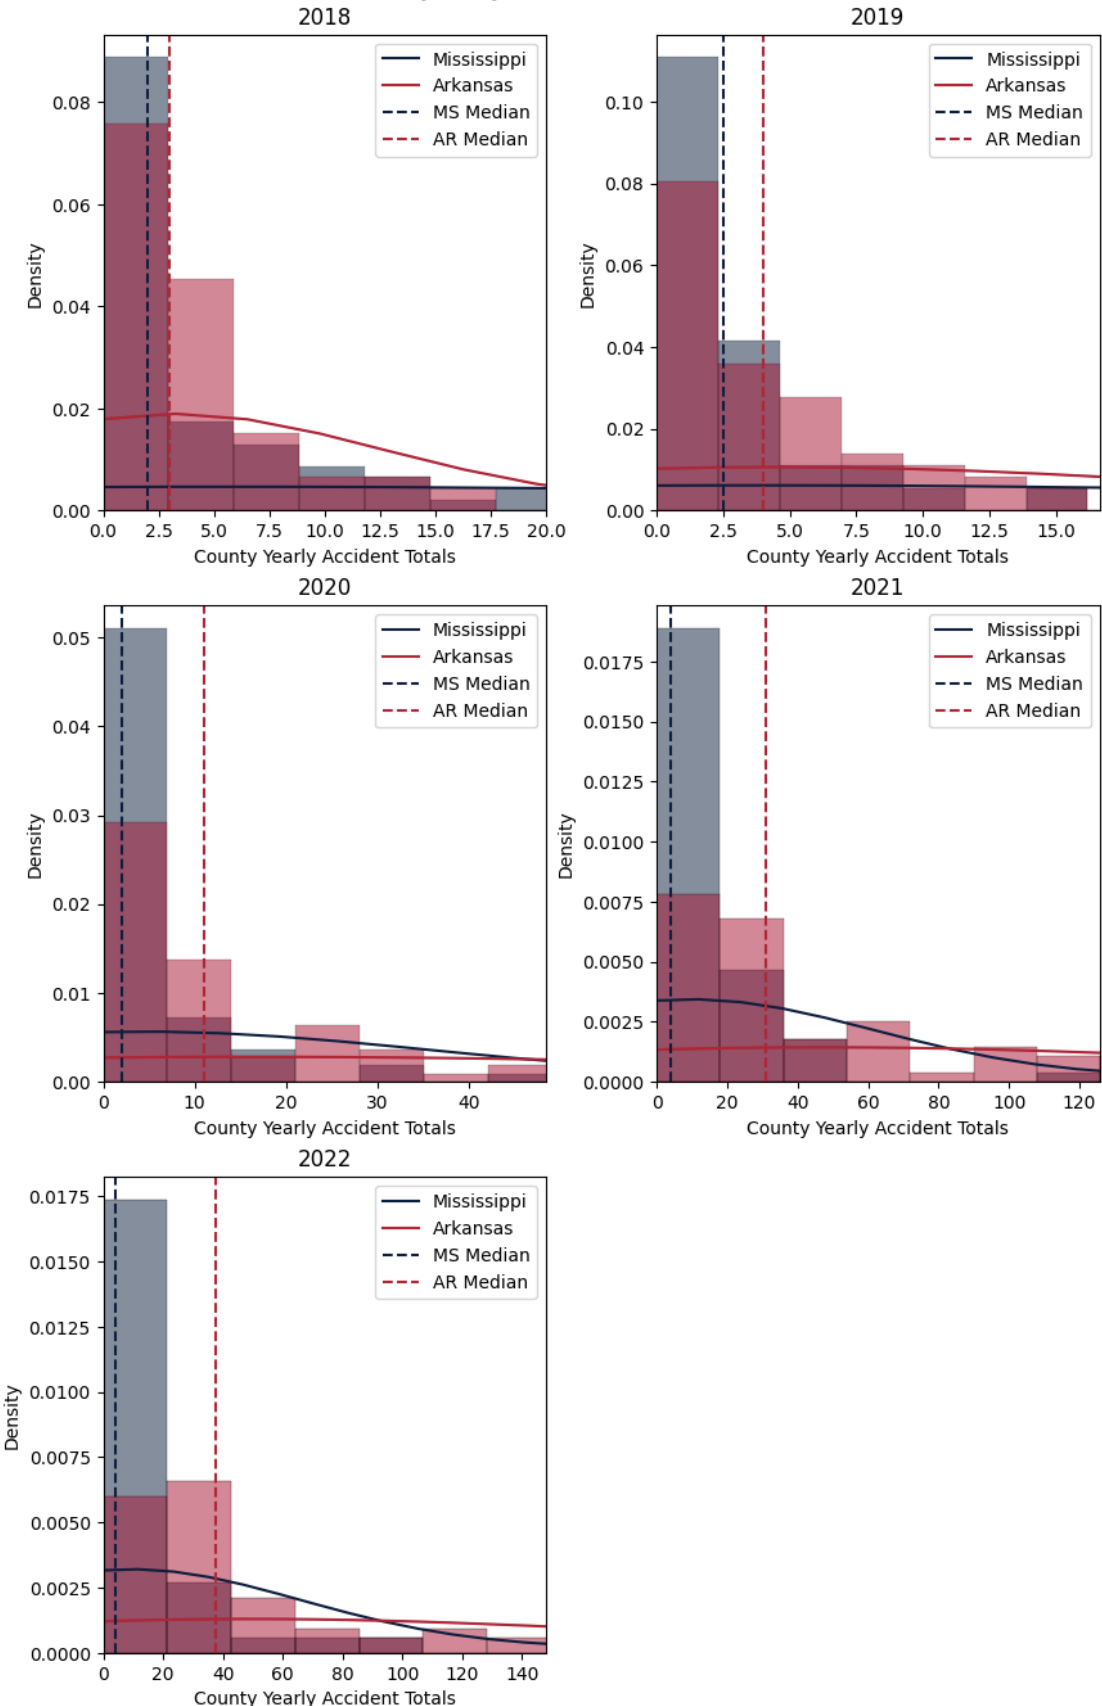 2018
0.08
0.06
0.04
0.02
0.00
Density
0.0 2.5 5.0 7.5 10.0 12.5 15.0 17.5 20.0
County Yearly Accident Totals
Mississippi
Arkansas
MS Median
AR Median
2019
0.10
0.08
0.06
0.04
0.02
0.00
Density
0.0 2.5 5.0 7.5 10.0 12.5 15.0
County Yearly Accident Totals
Mississippi
Arkansas
MS Median
AR Median
2020
0.05
0.04
0.03
0.02
0.01
0.00
Density
0 10 20 30 40
County Yearly Accident Totals
Mississippi
Arkansas
MS Median
AR Median
2021
0.0175
0.0150
0.0125
0.0100
0.0075
0.0050
0.0025
0.0000
Density
0 20 40 60 80 100 120
County Yearly Accident Totals
Mississippi
Arkansas
MS Median
AR Median
2022
0.0175
0.0150
0.0125
0.0100
0.0075
0.0050
0.0025
0.0000
Density
0 20 40 60 80 100 120 140
County Yearly Accident Totals
Mississippi
Arkansas
MS Median
AR Median